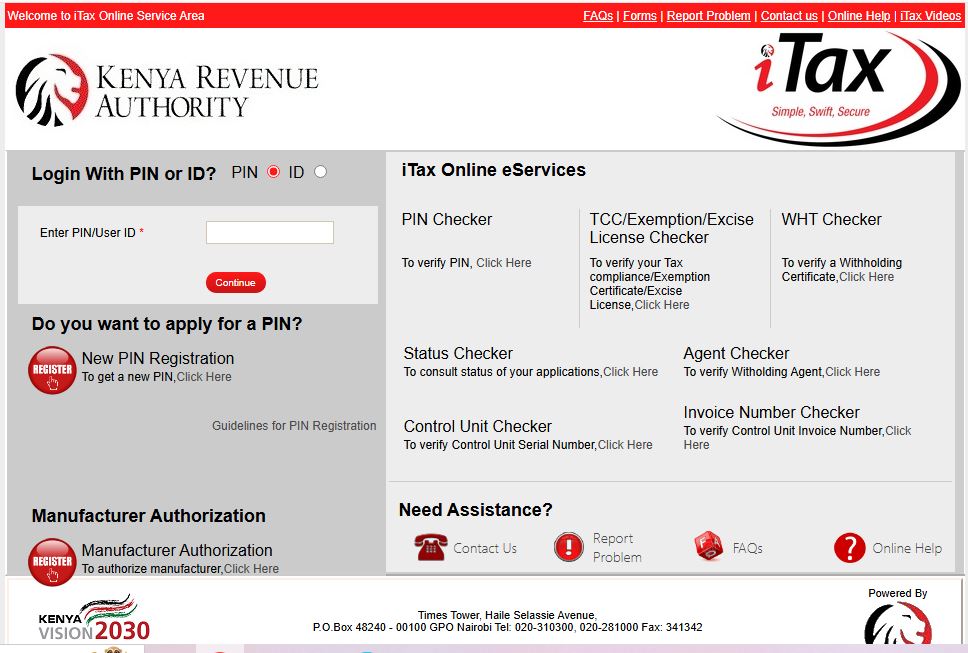 Welcome to iTax Online Service Area
FAQs | Forms | Report Problem | Contact us | Online Help | iTax Videos
KENYA REVENUE
AUTHORITY
iTax
Simple, Swift, Secure
Login With PIN or ID? PIN ID
Enter PIN/User ID *
Continue
Do you want to apply for a PIN?
REGISTER
New PIN Registration
To get a new PIN,Click Here
Guidelines for PIN Registration
Manufacturer Authorization
REGISTER
Manufacturer Authorization
To authorize manufacturer,Click Here
iTax Online eServices
PIN Checker
To verify PIN, Click Here
TCC/Exemption/Excise
License Checker
To verify your Tax
compliance/Exemption
Certificate/Excise
License,Click Here
WHT Checker
To verify a Withholding
Certificate,Click Here
Status Checker
To consult status of your applications,Click Here
Agent Checker
To verify Witholding Agent,Click Here
Control Unit Checker
To verify Control Unit Serial Number,Click Here
Invoice Number Checker
To verify Control Unit Invoice Number,Click
Here
Need Assistance?
Contact Us
Report
Problem
FAQs
Online Help
KENYA
VISION 2030
Times Tower, Haile Selassie Avenue,
P.O.Box 48240 - 00100 GPO Nairobi Tel: 020-310300, 020-281000 Fax: 341342
Powered By